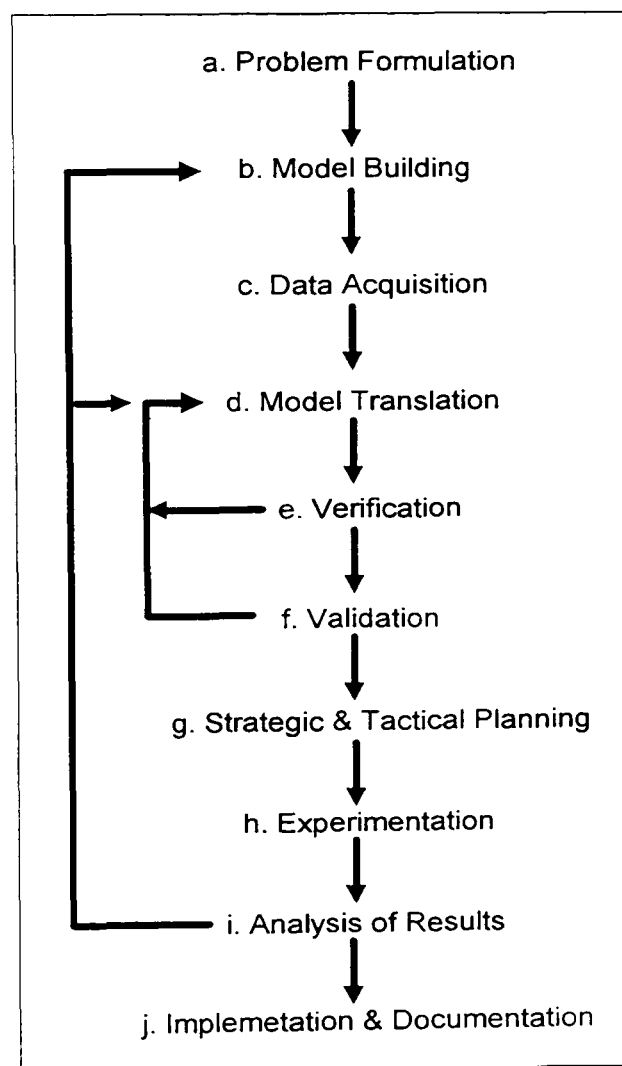 a. Problem Formulation
b. Model Building
c. Data Acquisition
d. Model Translation
e. Verification
f. Validation
g. Strategic & Tactical Planning
h. Experimentation
i. Analysis of Results
j. Implemetation & Documentation